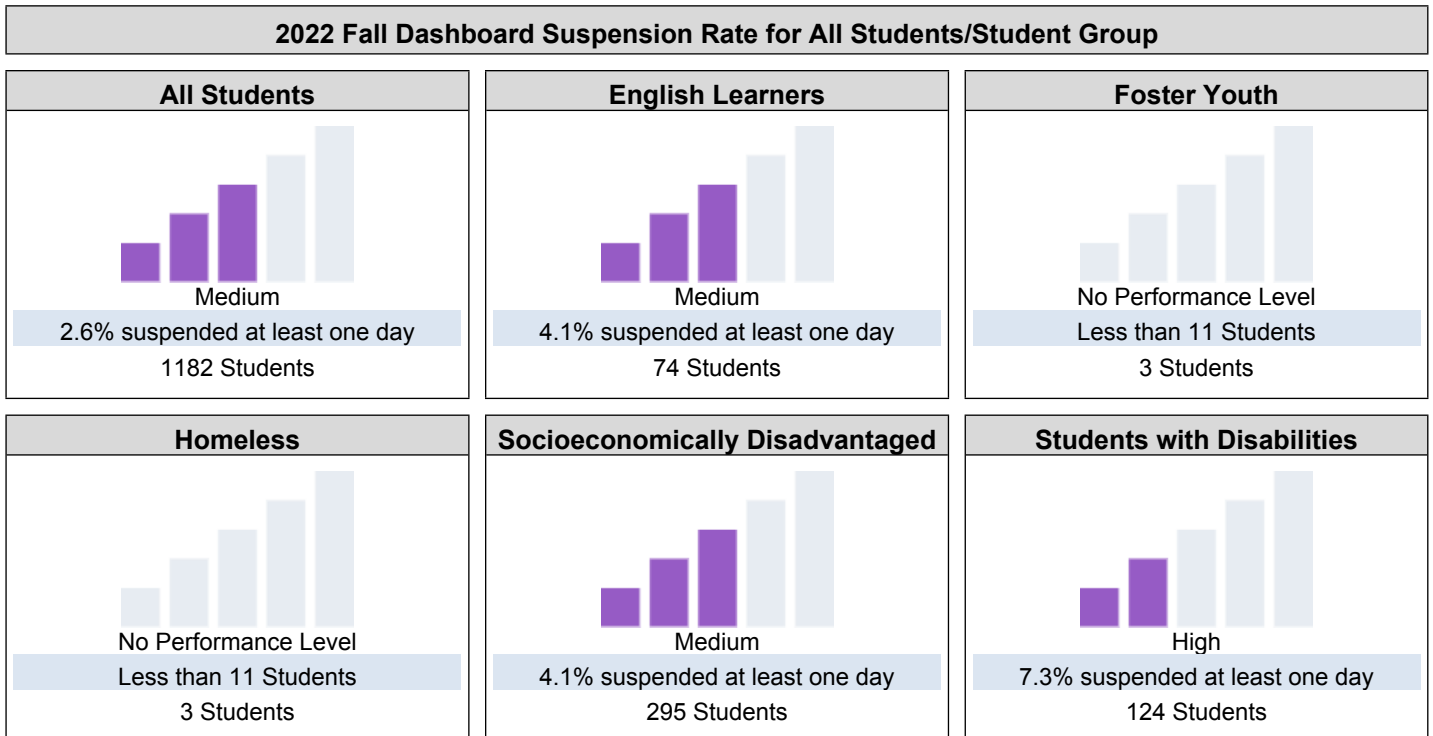 2022 Fall Dashboard Suspension Rate for All Students/Student Group
All Students
Medium
2.6% suspended at least one day
1182 Students
English Learners
Medium
4.1% suspended at least one day
74 Students
Foster Youth
No Performance Level
Less than 11 Students
3 Students
Homeless
No Performance Level
Less than 11 Students
3 Students
Socioeconomically Disadvantaged
Medium
4.1% suspended at least one day
295 Students
Students with Disabilities
High
7.3% suspended at least one day
124 Students